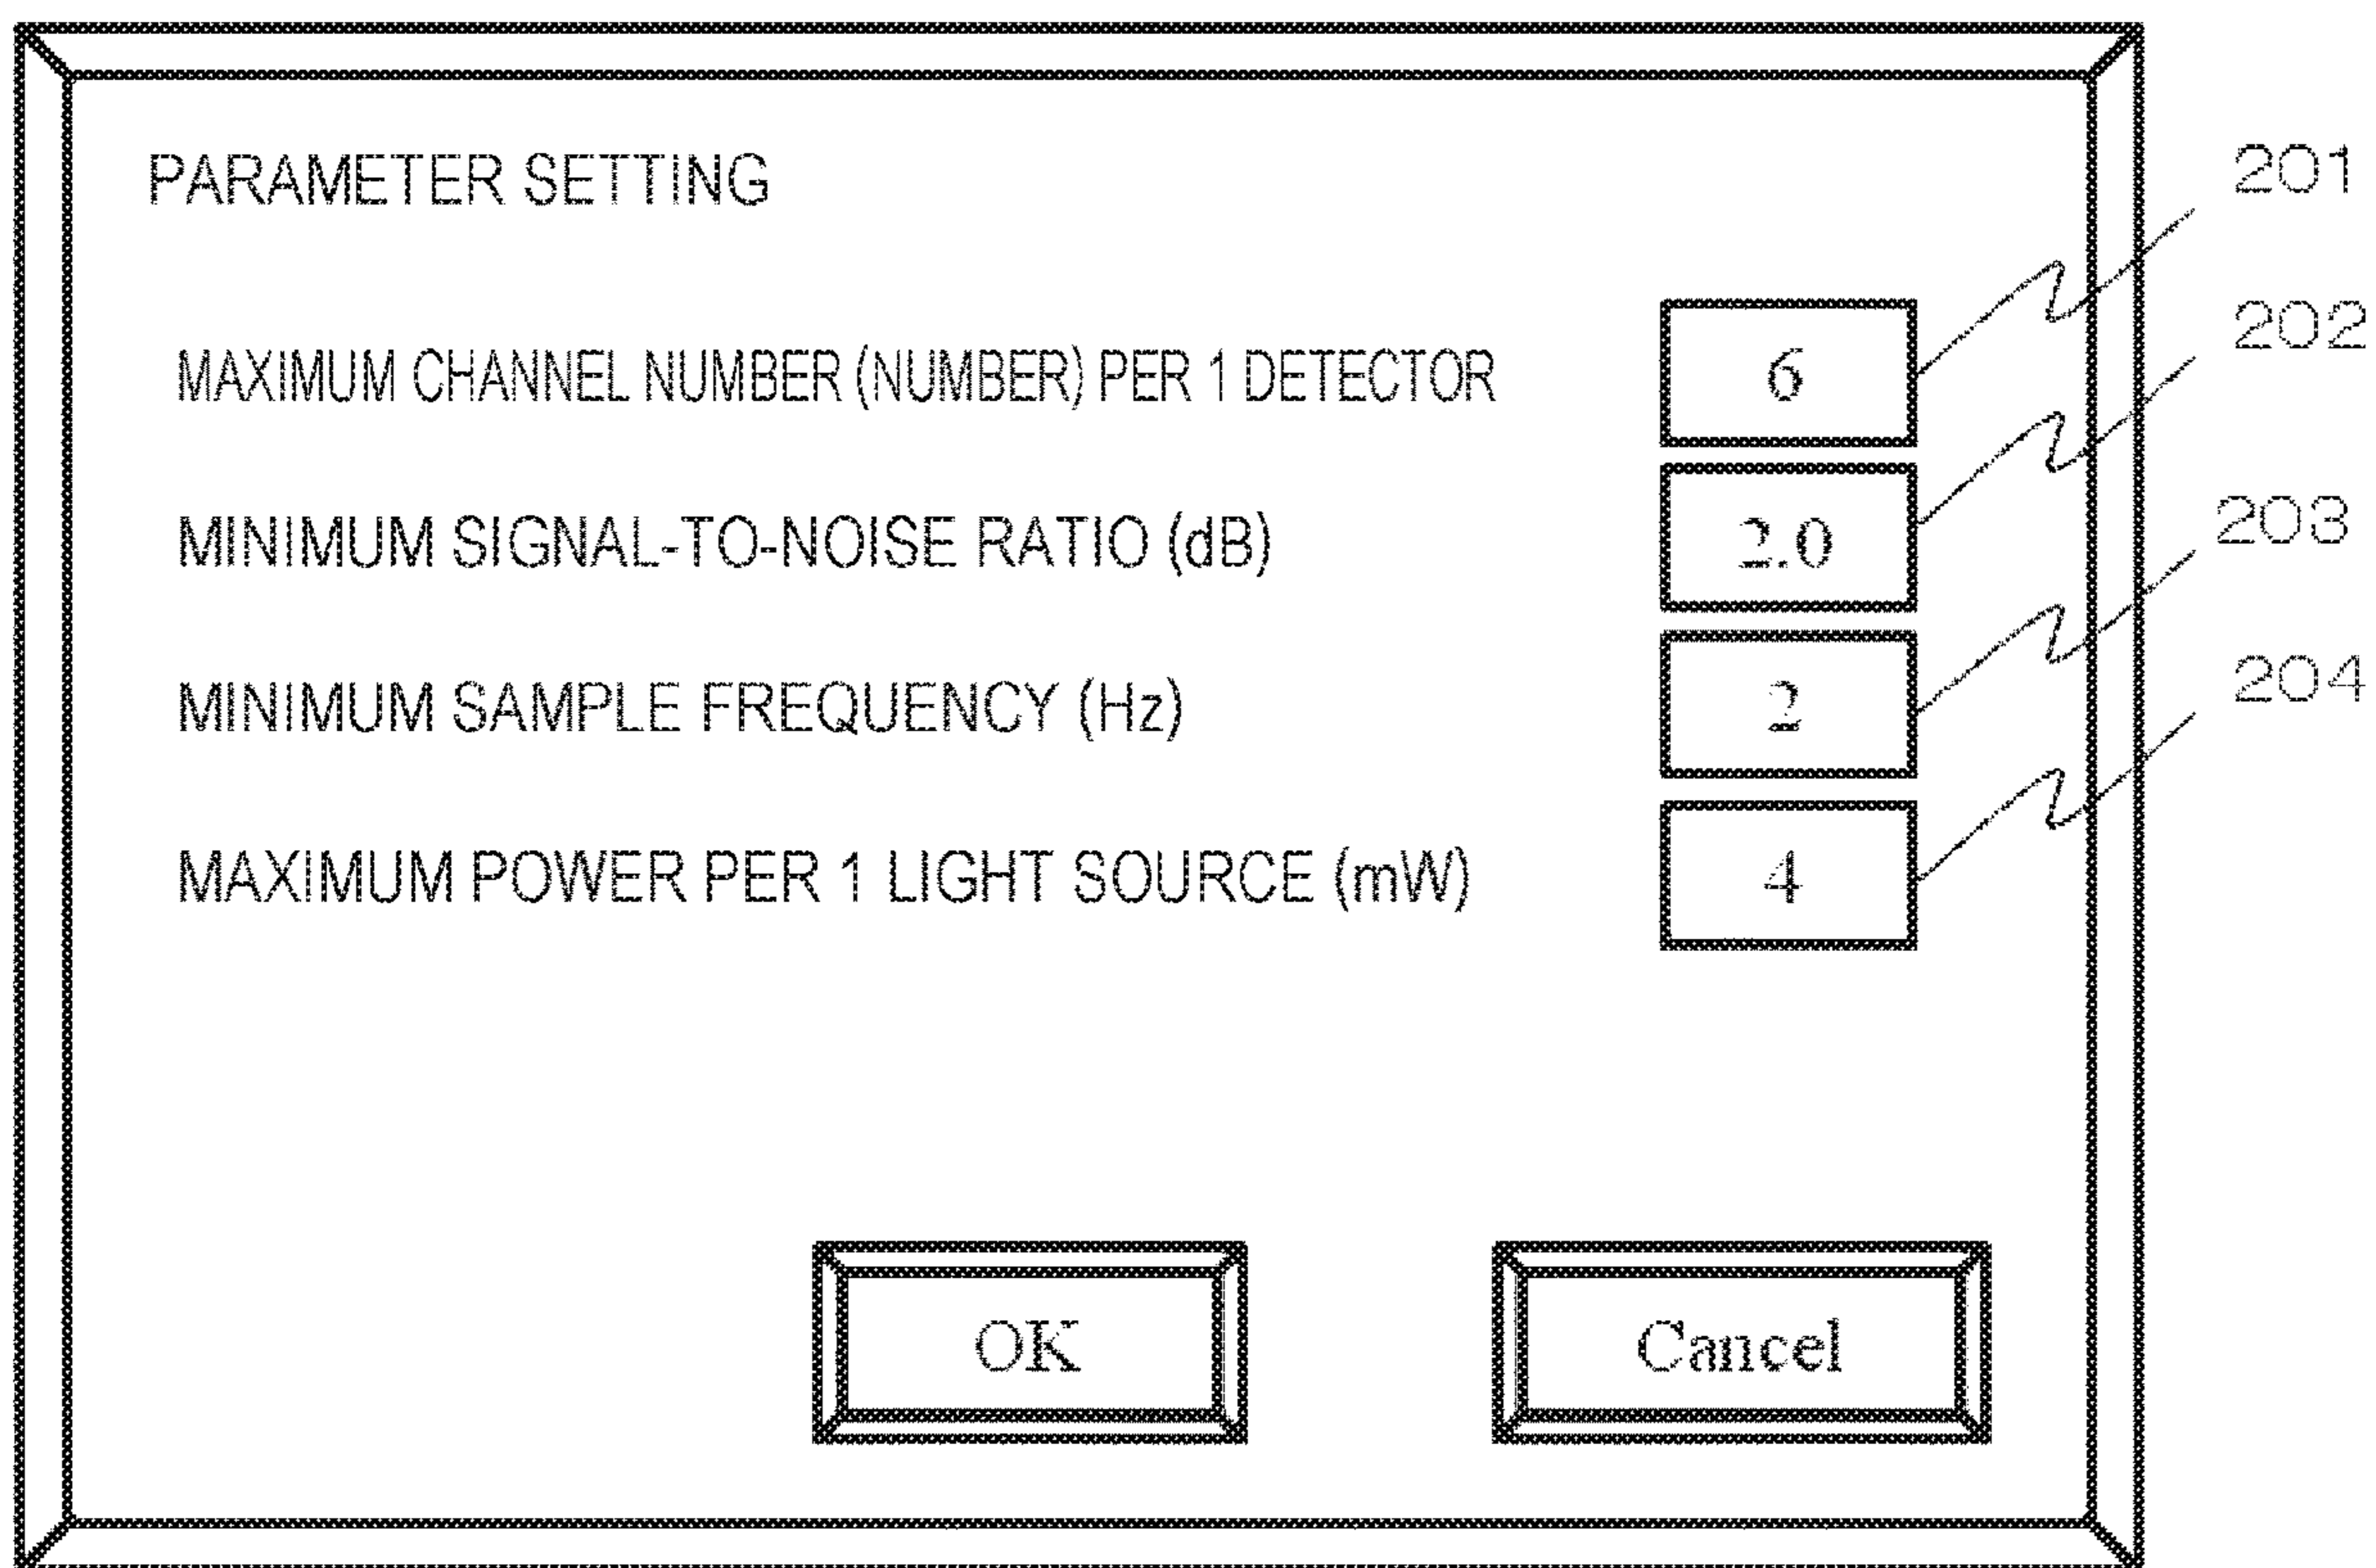 PARAMETER SETTING
201
MAXIMUM CHANNEL NUMBER (NUMBER) PER 1 DETECTOR 6
202
MINIMUM SIGNAL-TO-NOISE RATIO (dB) 2.0
203
MINIMUM SAMPLE FREQUENCY (Hz) 2
204
MAXIMUM POWER PER 1 LIGHT SOURCE (mW) 4
OK Cancel